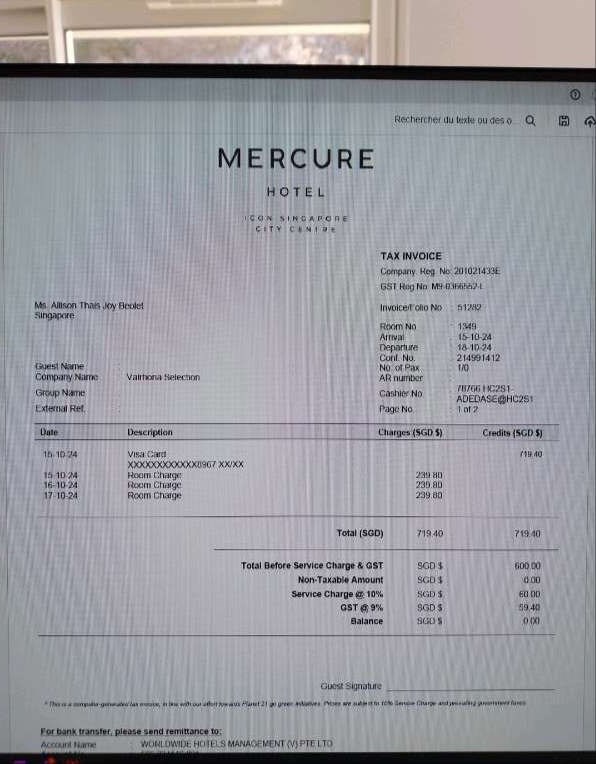 Rechercher du texte ou des o...
MERCURE
HOTEL
ICON SINGAPORE
CITY CENTRE
TAX INVOICE
Company. Reg. No: 201021433E
GST Reg No: M9-0366552-L
Ms. Allison Thais Joy Beolet
Singapore
Invoice/Folio No : 51282
Room No : 1349
Arrival : 15-10-24
Departure : 18-10-24
Conf. No. : 214991412
Guest Name :
No. of Pax : 1/0
Company Name : Valrhona Selection
AR number :
Group Name :
Cashier No : 78766 HC2S1-
ADEDASE@HC2S1
External Ref. :
Page No. : 1 of 2
Date Description Charges (SGD $) Credits (SGD $)
15-10-24 Visa Card 719.40
XXXXXXXXXXXX8967 XX/XX
15-10-24 Room Charge 239.80
16-10-24 Room Charge 239.80
17-10-24 Room Charge 239.80
Total (SGD) 719.40 719.40
Total Before Service Charge & GST SGD $ 600.00
Non-Taxable Amount SGD $ 0.00
Service Charge @ 10% SGD $ 60.00
GST @ 9% SGD $ 59.40
Balance SGD $ 0.00
Guest Signature
* This is a computer-generated tax invoice, in line with our effort towards Planet 21 go green initiatives. Prices are subject to 10% Service Charge and prevailing government taxes
For bank transfer, please send remittance to:
Account Name : WORLDWIDE HOTELS MANAGEMENT (V) PTE LTD